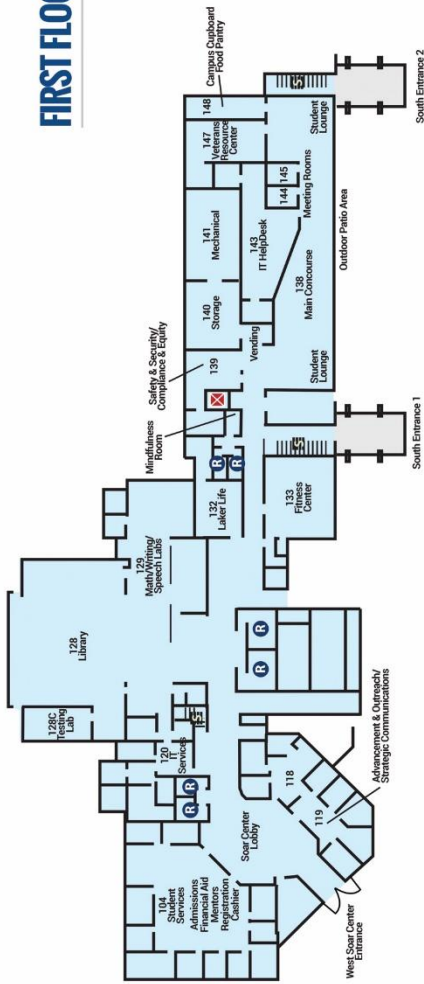 FIRST FLOO
148
Campus Cupboard
Food Pantry
147
Veterans
Resource
Center
Student
Lounge
South Entrance 2
144
145
Meeting Rooms
141
Mechanical
143
IT HelpDesk
138
Main Concourse
Outdoor Patio Area
140
Storage
Vending
Safety & Security/
Compliance & Equity
139
Student
Lounge
Mindfulness
Room
R
R
S
South Entrance 1
132
Laker Life
133
Fitness
Center
129
Math/Writing/
Speech Labs
128
Library
R
R
128C
Testing
Lab
120
IT
Services
R
R
Advancement & Outreach/
Strategic Communications
118
119
Soar Center
Lobby
104
Student
Services
Admissions
Financial Aid
Mentors
Registration
Cashier
West Soar Center
Entrance